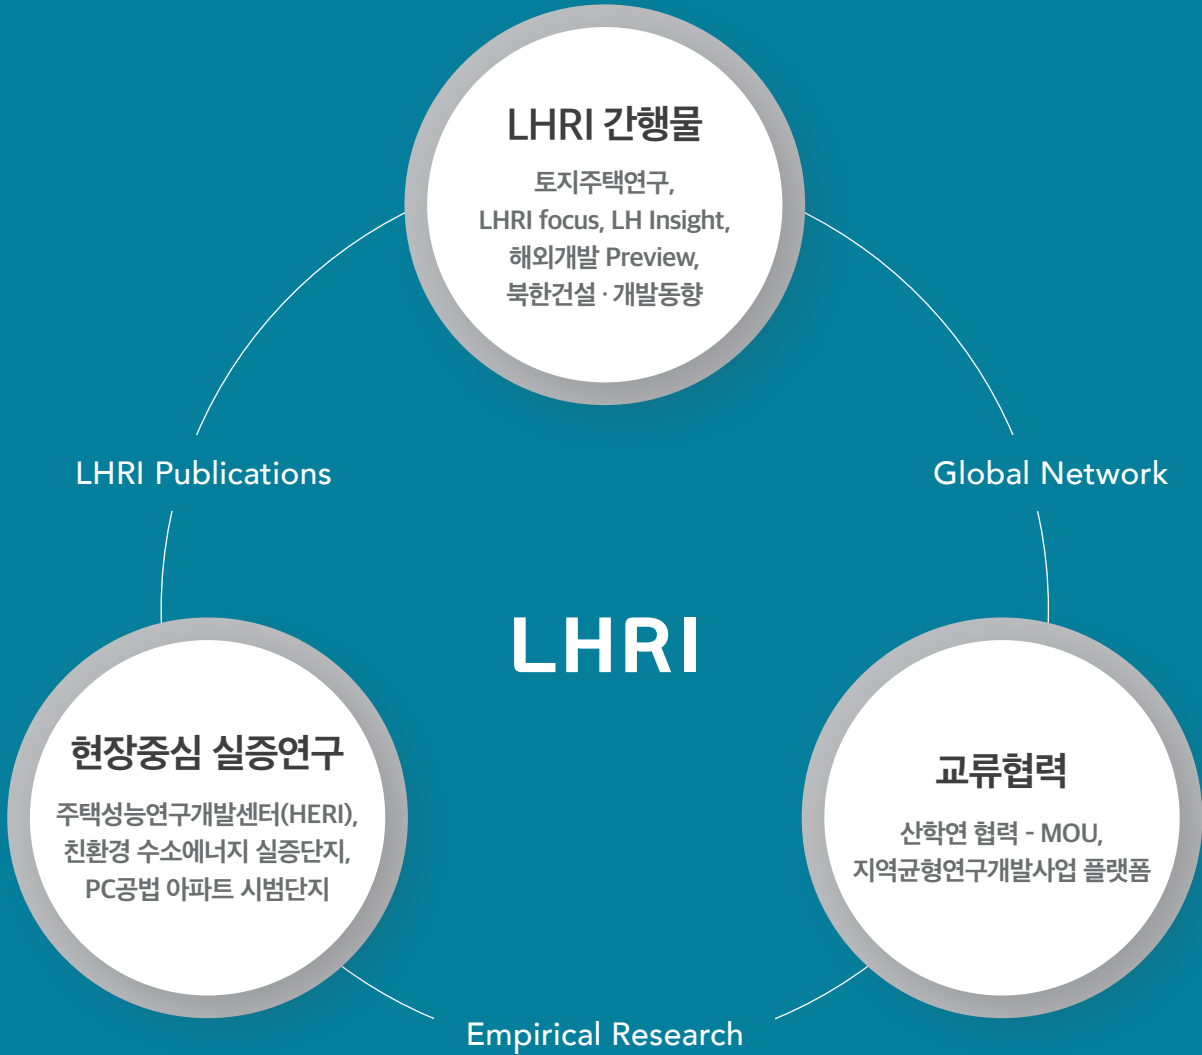 LHRI 간행물
토지주택연구,
LHRI focus, LH Insight,
해외개발 Preview,
북한건설 · 개발동향
LHRI Publications
Global Network
LHRI
현장중심 실증연구
주택성능연구개발센터(HERI),
친환경 수소에너지 실증단지,
PC공법 아파트 시범단지
교류협력
산학연 협력 - MOU,
지역균형연구개발사업 플랫폼
Empirical Research